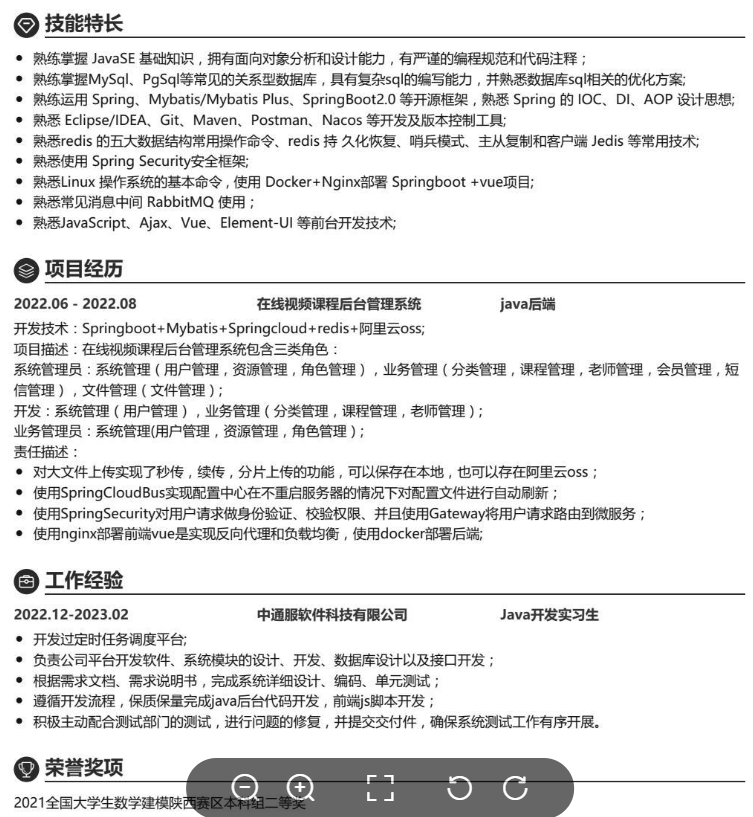 技能特长
熟练掌握 JavaSE 基础知识，拥有面向对象分析和设计能力，有严谨的编程规范和代码注释；
熟练掌握MySql、PgSql等常见的关系型数据库，具有复杂sql的编写能力，并熟悉数据库sql相关的优化方案;
熟练运用 Spring、Mybatis/Mybatis Plus、SpringBoot2.0 等开源框架，熟悉 Spring 的 IOC、DI、AOP 设计思想;
熟悉 Eclipse/IDEA、Git、Maven、Postman、Nacos 等开发及版本控制工具;
熟悉redis 的五大数据结构常用操作命令、redis 持 久化恢复、哨兵模式、主从复制和客户端 Jedis 等常用技术;
熟悉使用 Spring Security安全框架;
熟悉Linux 操作系统的基本命令，使用 Docker+Nginx部署 Springboot +vue项目;
熟悉常见消息中间 RabbitMQ 使用；
熟悉JavaScript、Ajax、Vue、Element-UI 等前台开发技术;
项目经历
2022.06 - 2022.08 在线视频课程后台管理系统 java后端
开发技术：Springboot+Mybatis+Springcloud+redis+阿里云oss;
项目描述：在线视频课程后台管理系统包含三类角色：
系统管理员：系统管理（用户管理，资源管理，角色管理），业务管理（分类管理，课程管理，老师管理，会员管理，短
信管理），文件管理（文件管理）;
开发：系统管理（用户管理），业务管理（分类管理，课程管理，老师管理）;
业务管理员：系统管理(用户管理，资源管理，角色管理）;
责任描述：
对大文件上传实现了秒传，续传，分片上传的功能，可以保存在本地，也可以存在阿里云oss；
使用SpringCloudBus实现配置中心在不重启服务器的情况下对配置文件进行自动刷新；
使用SpringSecurity对用户请求做身份验证、校验权限、并且使用Gateway将用户请求路由到微服务；
使用nginx部署前端vue是实现反向代理和负载均衡，使用docker部署后端;
工作经验
2022.12-2023.02 中通服软件科技有限公司 Java开发实习生
开发过定时任务调度平台;
负责公司平台开发软件、系统模块的设计、开发、数据库设计以及接口开发；
根据需求文档、需求说明书，完成系统详细设计、编码、单元测试；
遵循开发流程，保质保量完成java后台代码开发，前端js脚本开发；
积极主动配合测试部门的测试，进行问题的修复，并提交交付件，确保系统测试工作有序开展。
荣誉奖项
2021全国大学生数学建模陕西赛区本科组二等奖